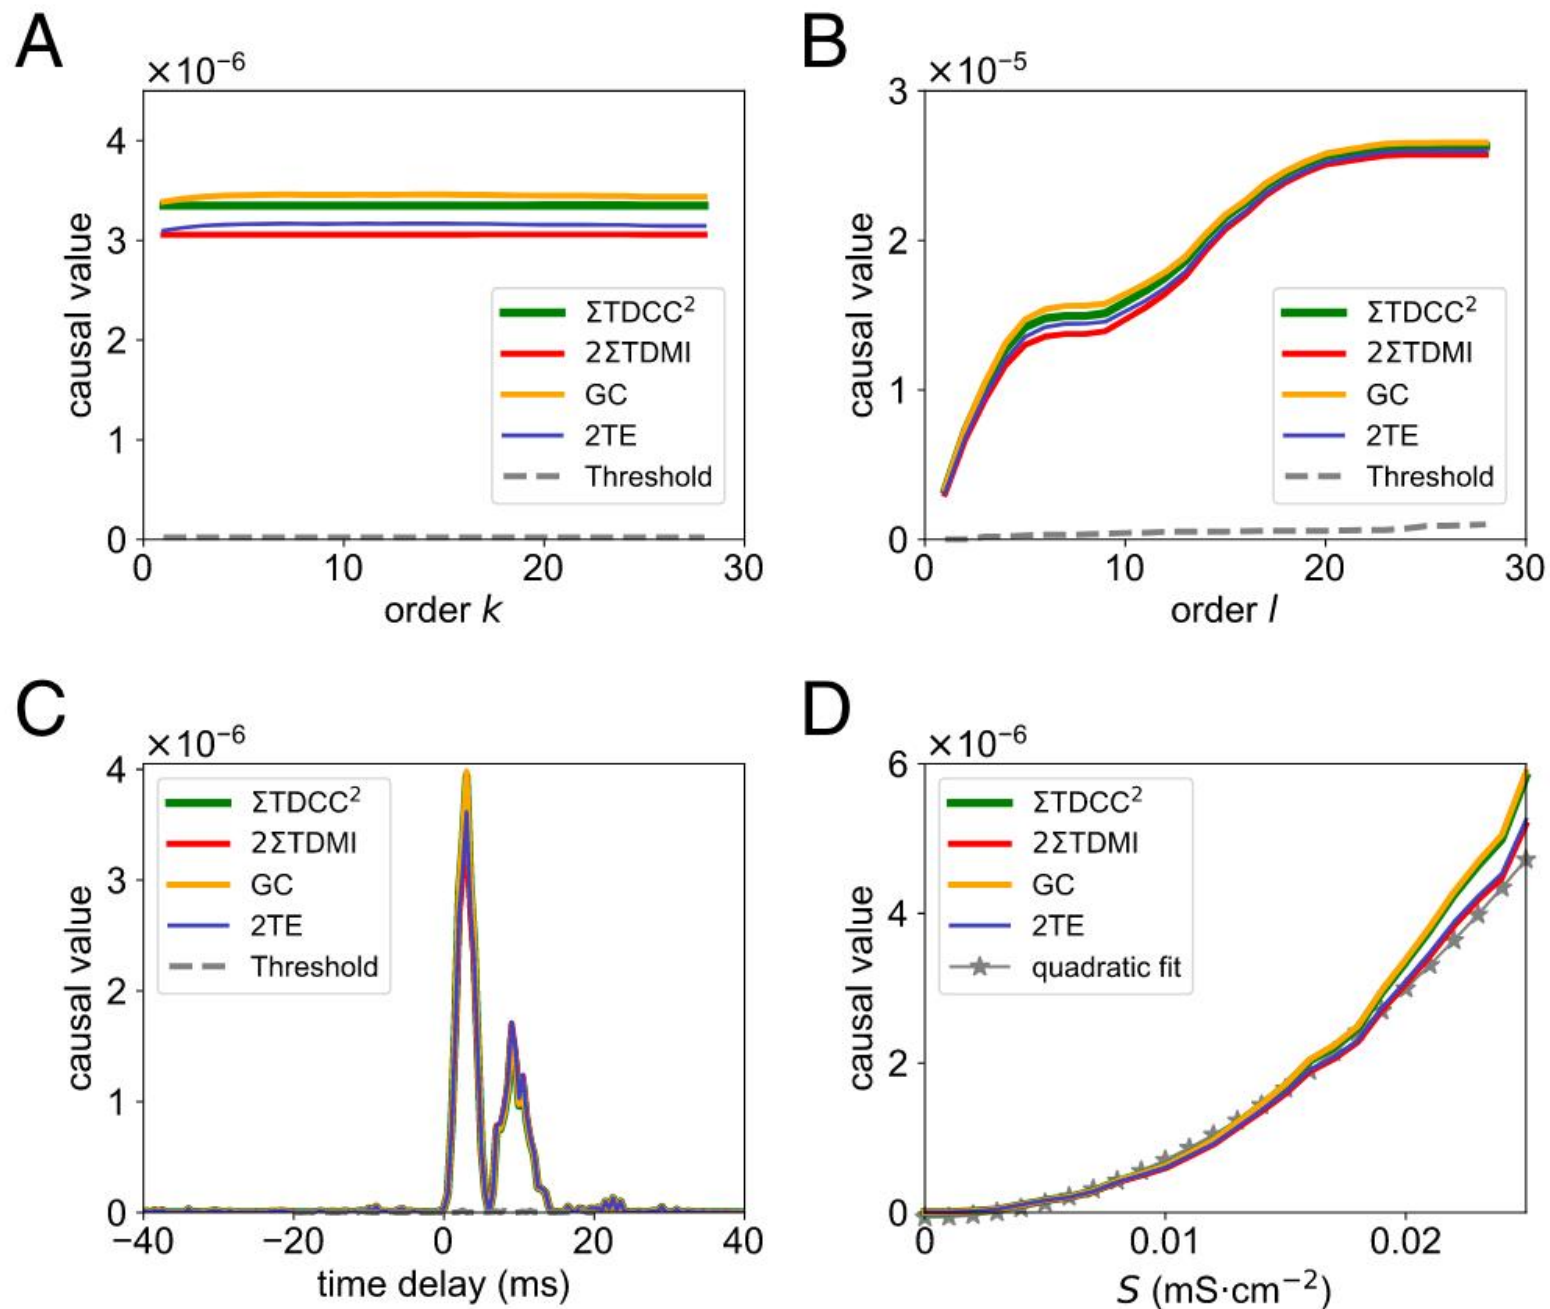 A
×10⁻⁶
causal value
4
3
2
1
0
ΣTDCC²
2ΣTDMI
GC
2TE
Threshold
0 10 20 30
order k
B
×10⁻⁵
causal value
3
2
1
0
ΣTDCC²
2ΣTDMI
GC
2TE
Threshold
0 10 20 30
order l
C
×10⁻⁶
causal value
4
3
2
1
0
ΣTDCC²
2ΣTDMI
GC
2TE
Threshold
−40 −20 0 20 40
time delay (ms)
D
×10⁻⁶
causal value
6
4
2
0
ΣTDCC²
2ΣTDMI
GC
2TE
quadratic fit
0 0.01 0.02
S (mS·cm⁻²)